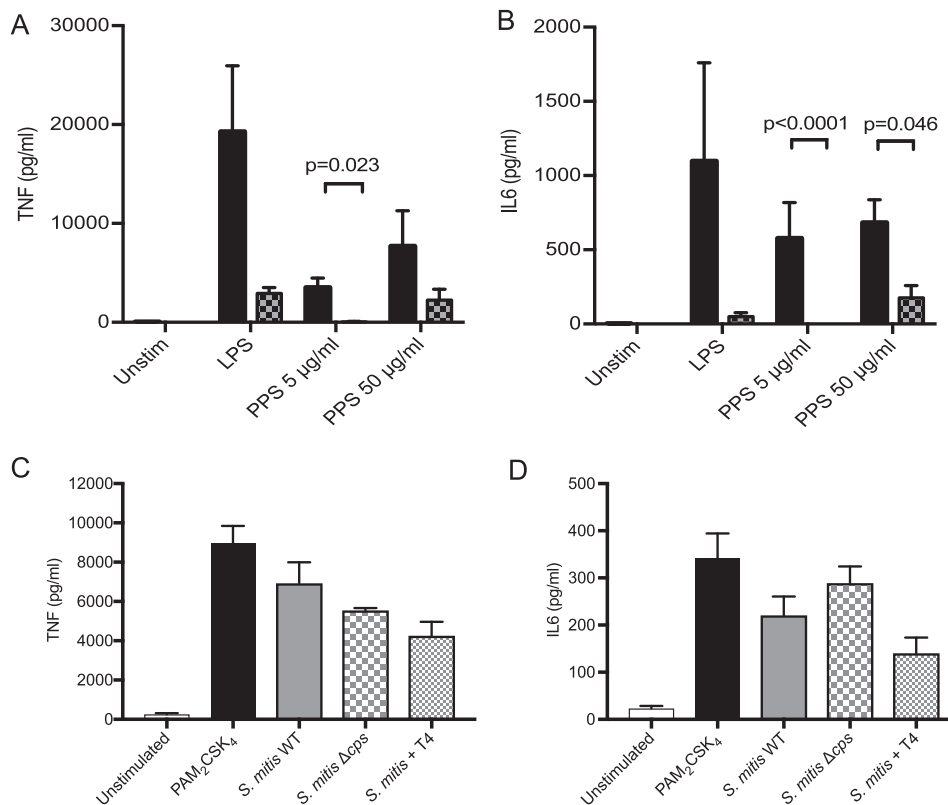 A
TNF (pg/ml)
30000
20000
10000
0
p=0.023
Unstim
LPS
PPS 5 µg/ml
PPS 50 µg/ml
B
IL6 (pg/ml)
2000
1500
1000
500
0
p<0.0001
p=0.046
Unstim
LPS
PPS 5 µg/ml
PPS 50 µg/ml
C
TNF (pg/ml)
12000
10000
8000
6000
4000
2000
0
Unstimulated
PAM₂CSK₄
S. mitis WT
S. mitis Δcps
S. mitis + T4
D
IL6 (pg/ml)
500
400
300
200
100
0
Unstimulated
PAM₂CSK₄
S. mitis WT
S. mitis Δcps
S. mitis + T4